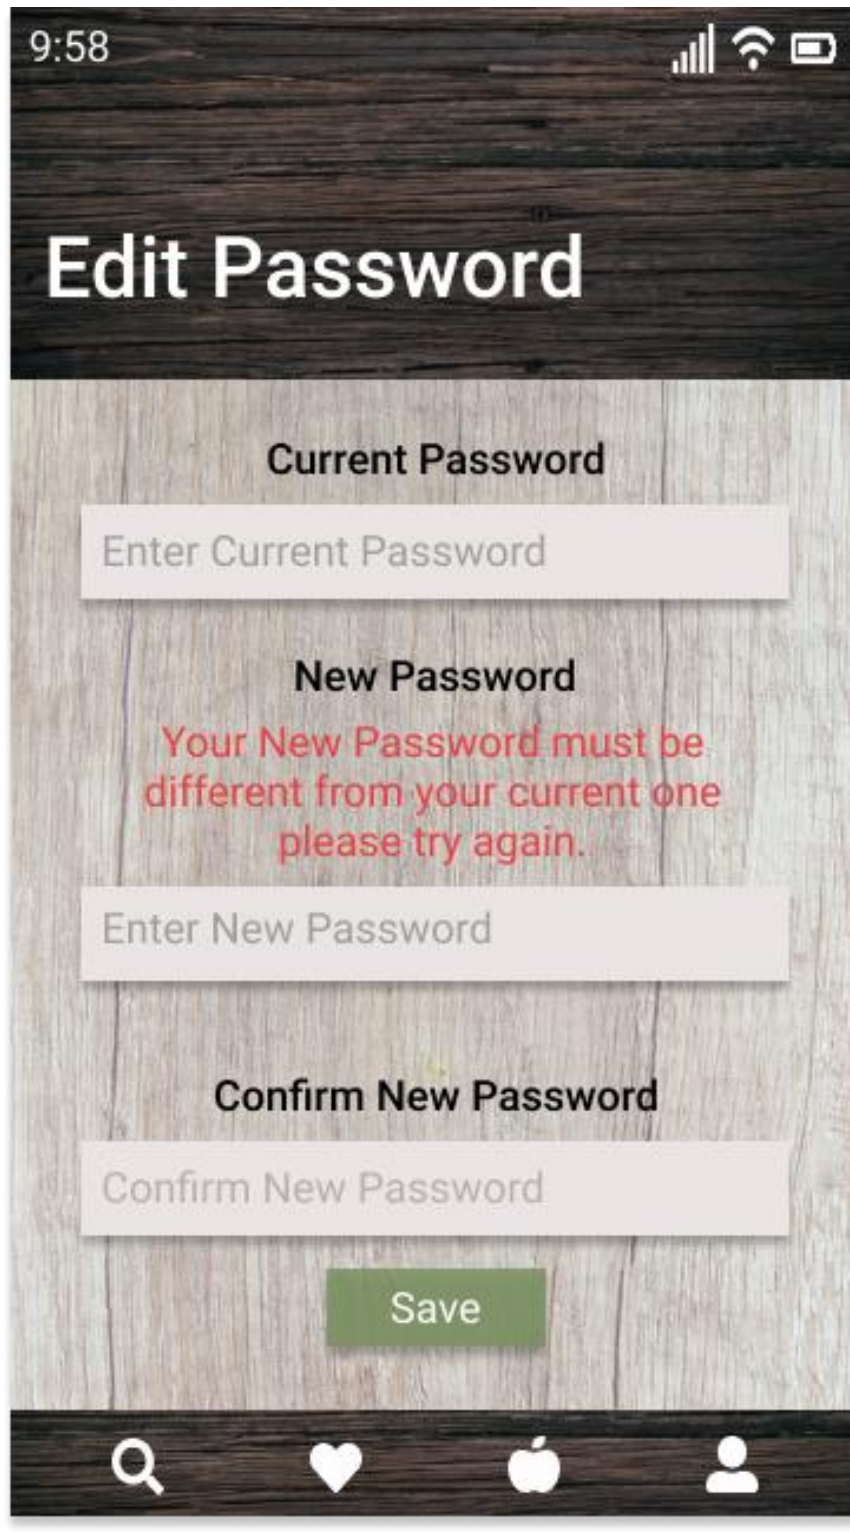 9:58
Edit Password
Current Password
Enter Current Password
New Password
Your New Password must be
different from your current one
please try again.
Enter New Password
Confirm New Password
Confirm New Password
Save